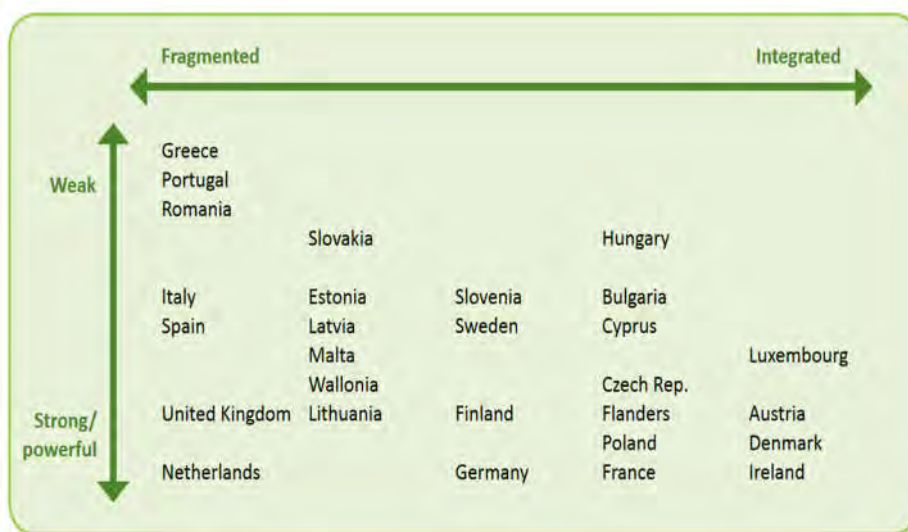 Fragmented Integrated
Greece
Weak Portugal
Romania
Slovakia Hungary
Italy Estonia Slovenia Bulgaria
Spain Latvia Sweden Cyprus
Malta Luxembourg
Wallonia Czech Rep.
Strong/ United Kingdom Lithuania Finland Flanders Austria
powerful Poland Denmark
Netherlands Germany France Ireland